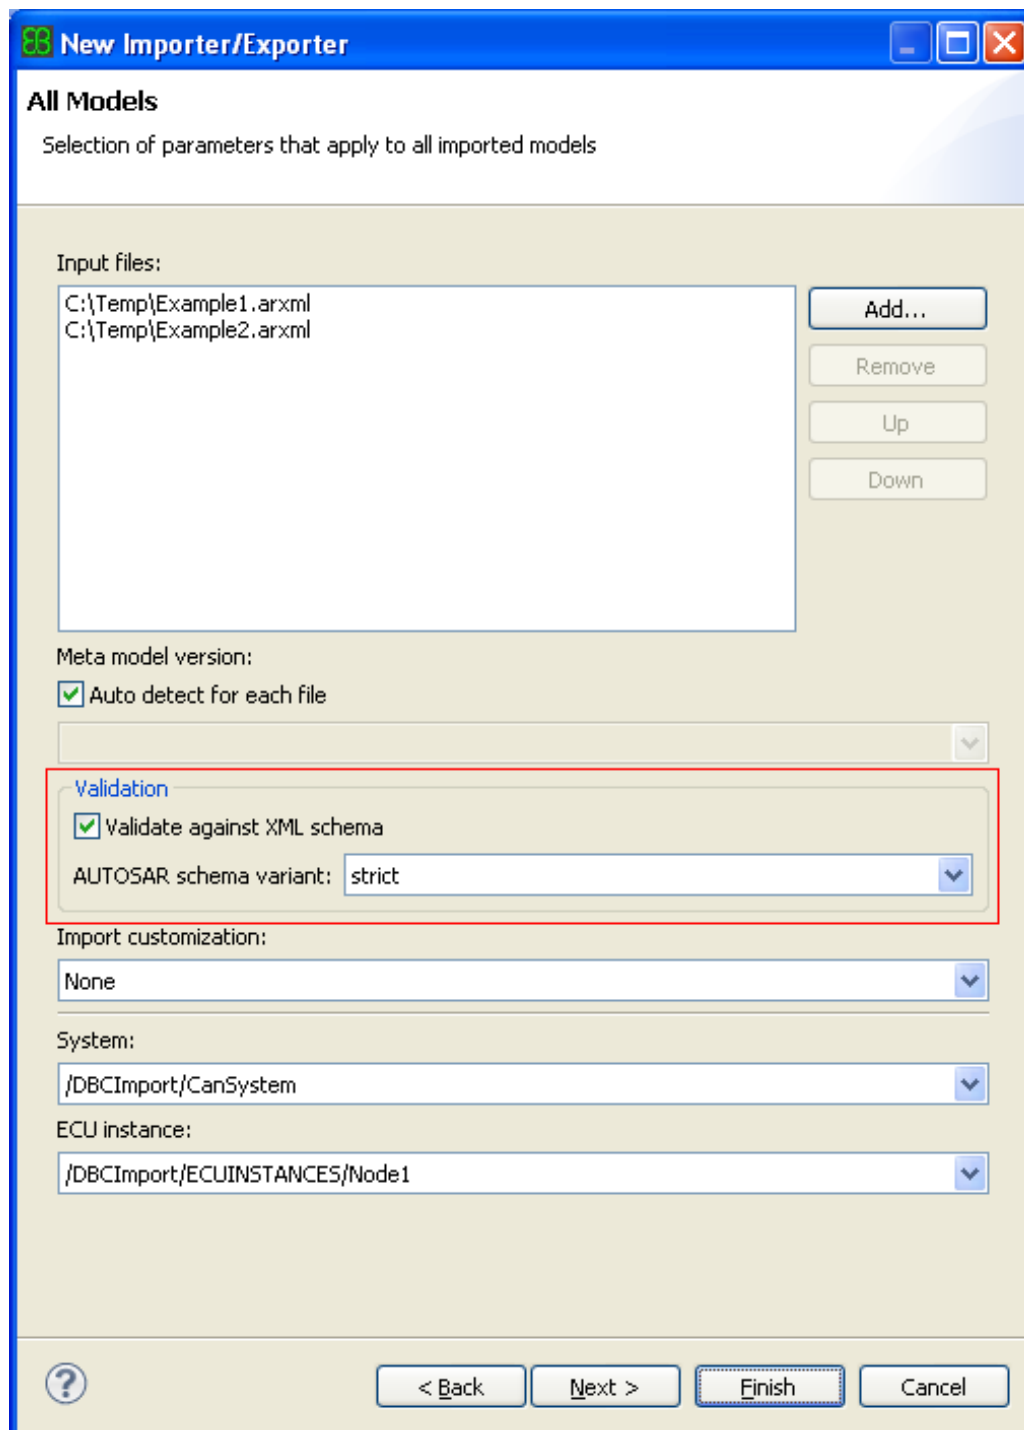 EB New Importer/Exporter
All Models
Selection of parameters that apply to all imported models
Input files:
C:\Temp\Example1.arxml
C:\Temp\Example2.arxml
Add...
Remove
Up
Down
Meta model version:
Auto detect for each file
Validation
Validate against XML schema
AUTOSAR schema variant: strict
Import customization:
None
System:
/DBCImport/CanSystem
ECU instance:
/DBCImport/ECUINSTANCES/Node1
? < Back Next > Finish Cancel